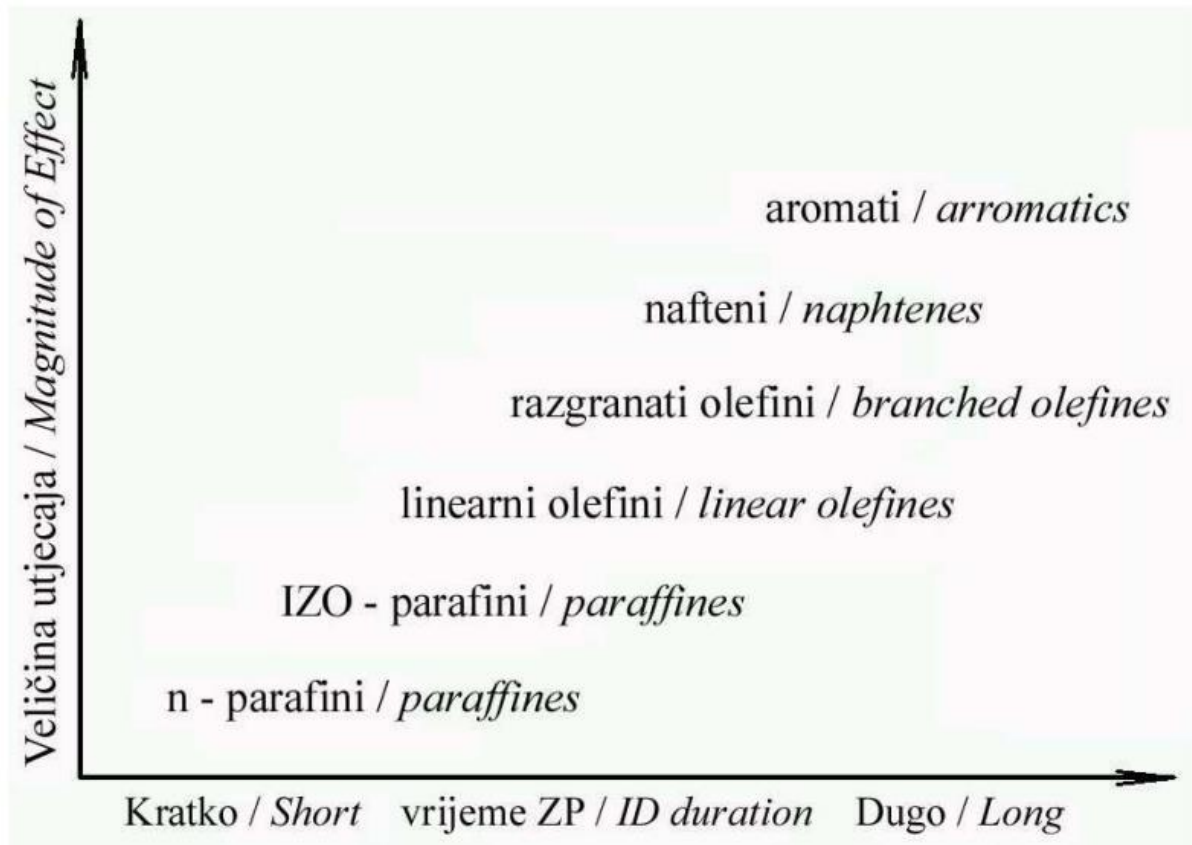 Veličina utjecaja / Magnitude of Effect
aromati / arromatics
nafteni / naphtenes
razgranati olefini / branched olefines
linearni olefini / linear olefines
IZO - parafini / paraffines
n - parafini / paraffines
Kratko / Short vrijeme ZP / ID duration Dugo / Long